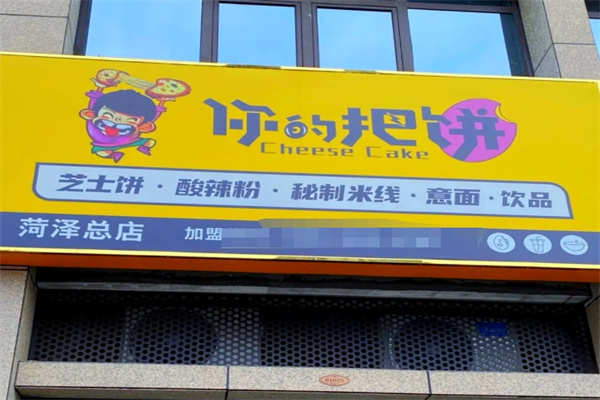 你的把饼
Cheese Cake
芝士饼·酸辣粉·秘制米线·意面·饮品
菏泽总店 加盟